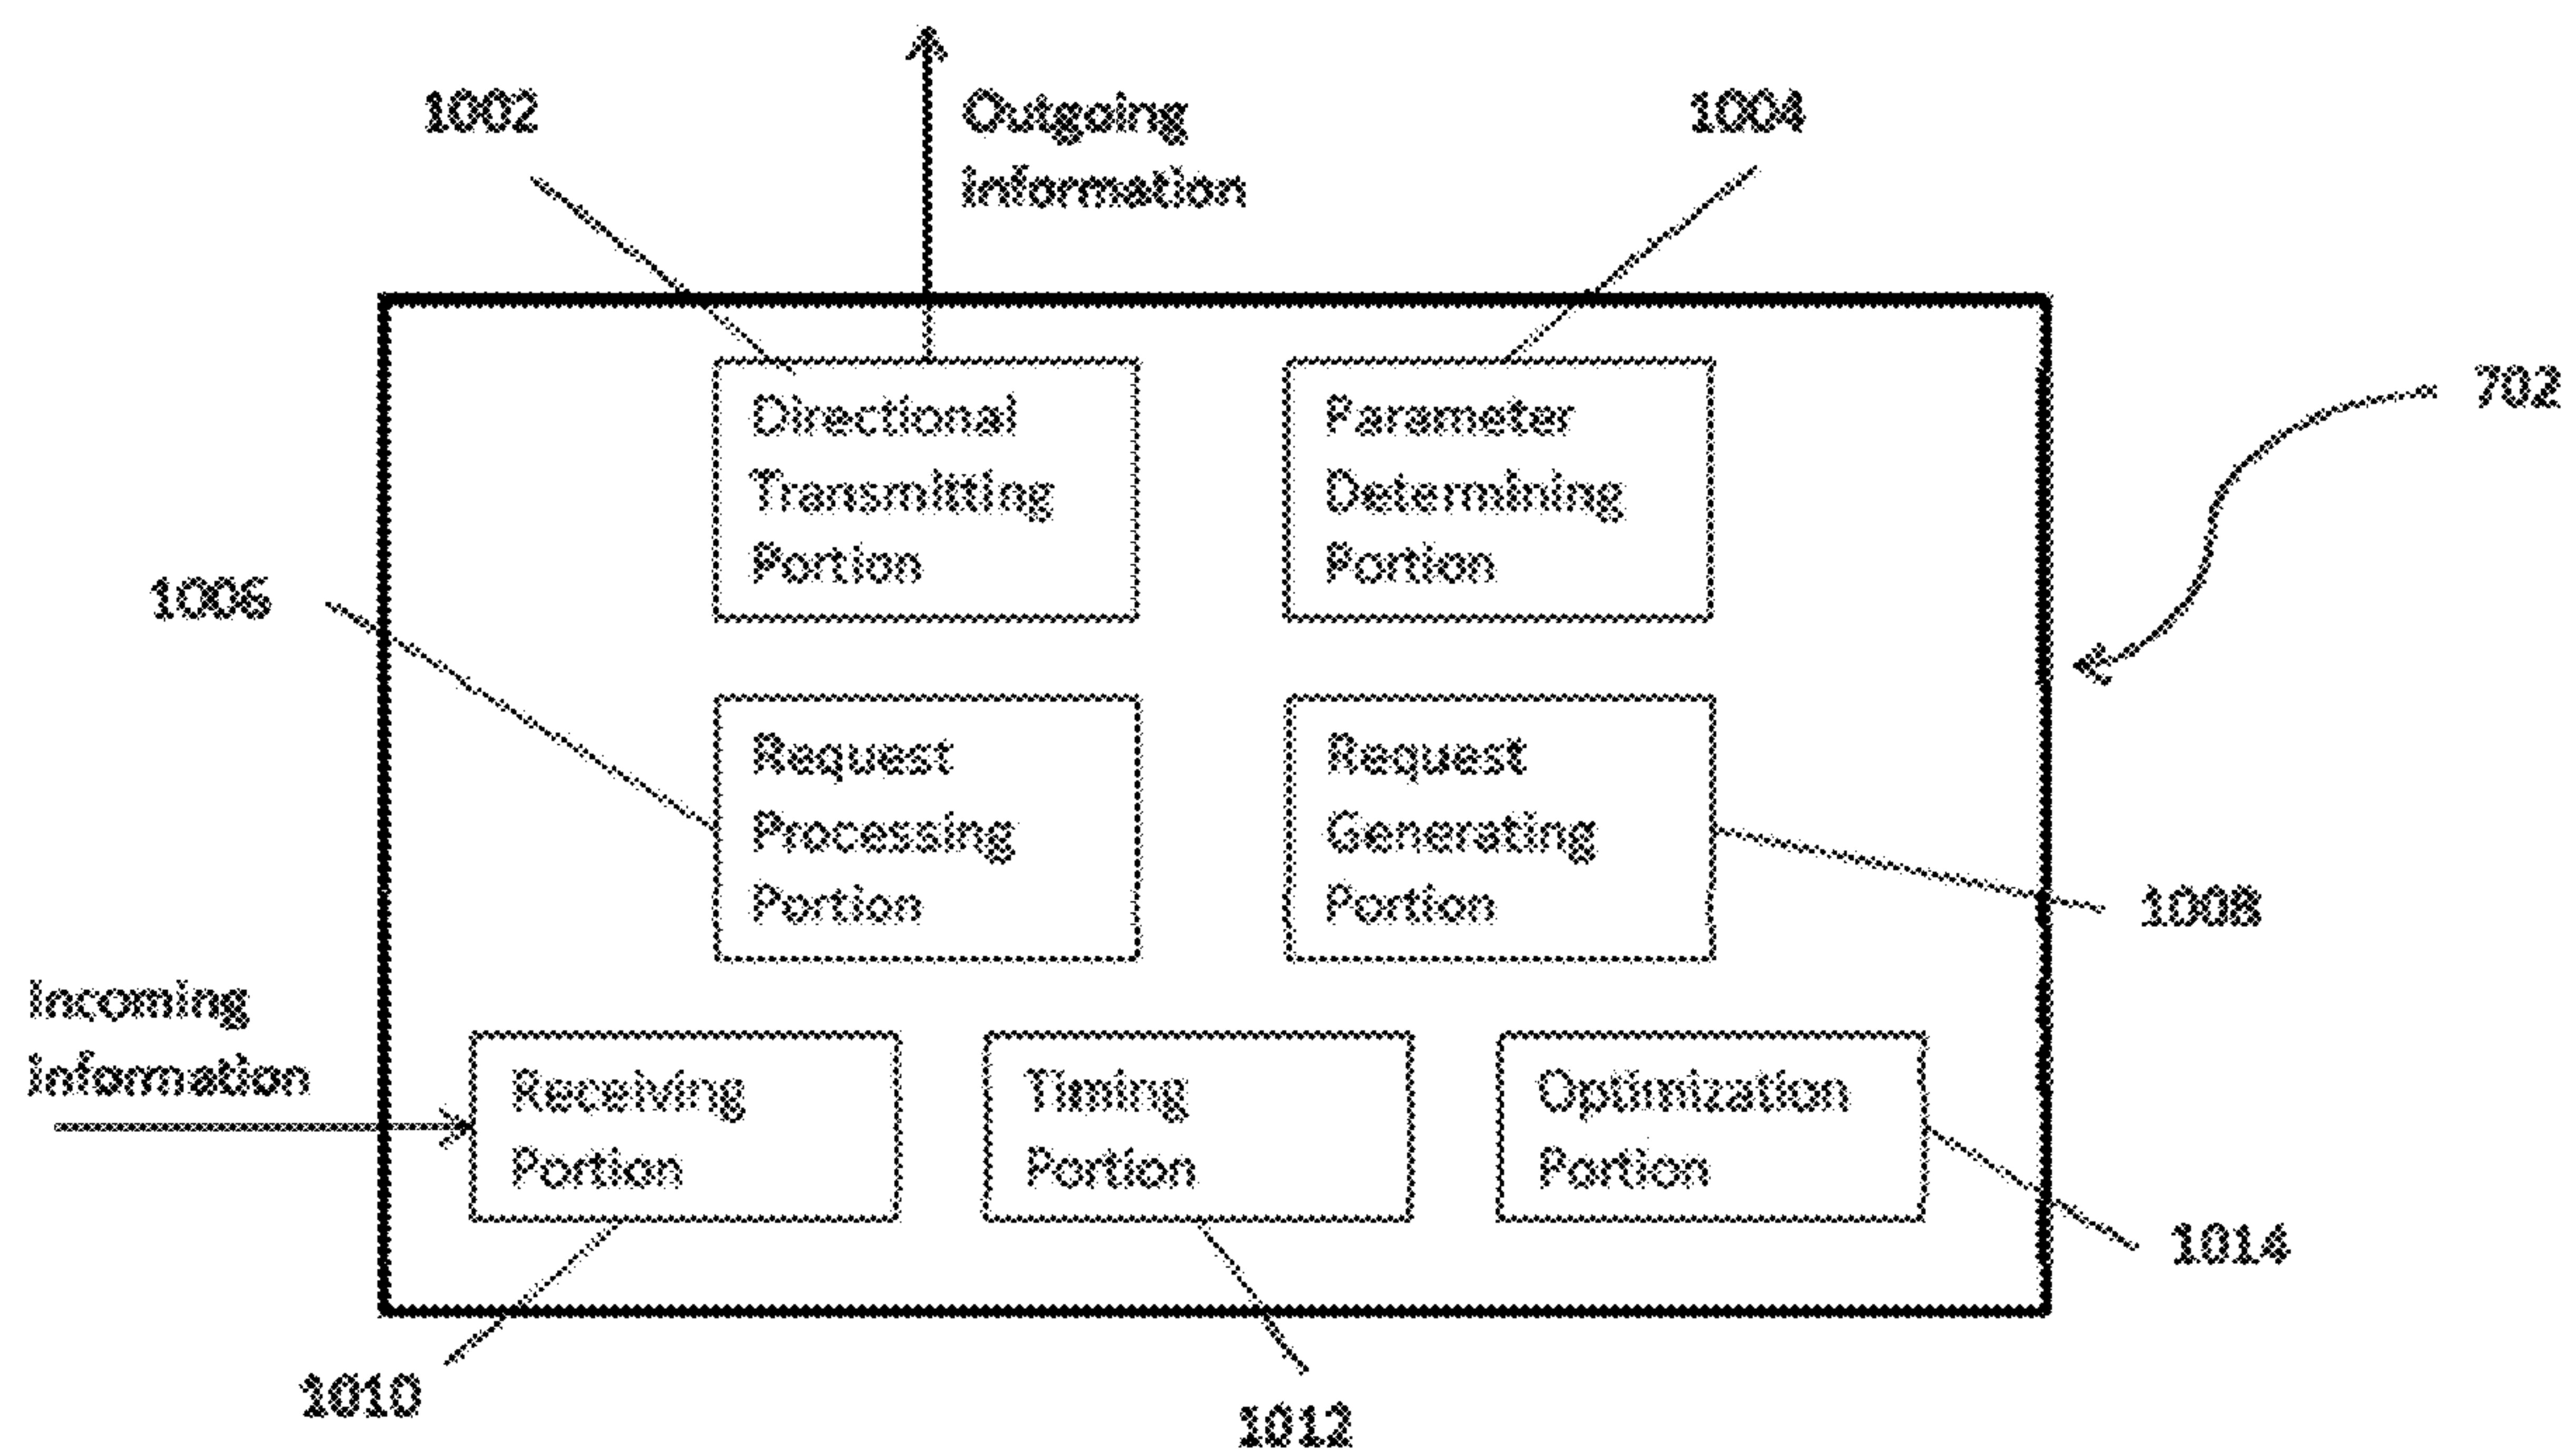 1002
Outgoing
information
1004
Directional
Transmitting
Portion
Parameter
Determining
Portion
702
1006
Request
Processing
Portion
Request
Generating
Portion
1008
Incoming
information
Receiving
Portion
Timing
Portion
Optimization
Portion
1014
1010
1012